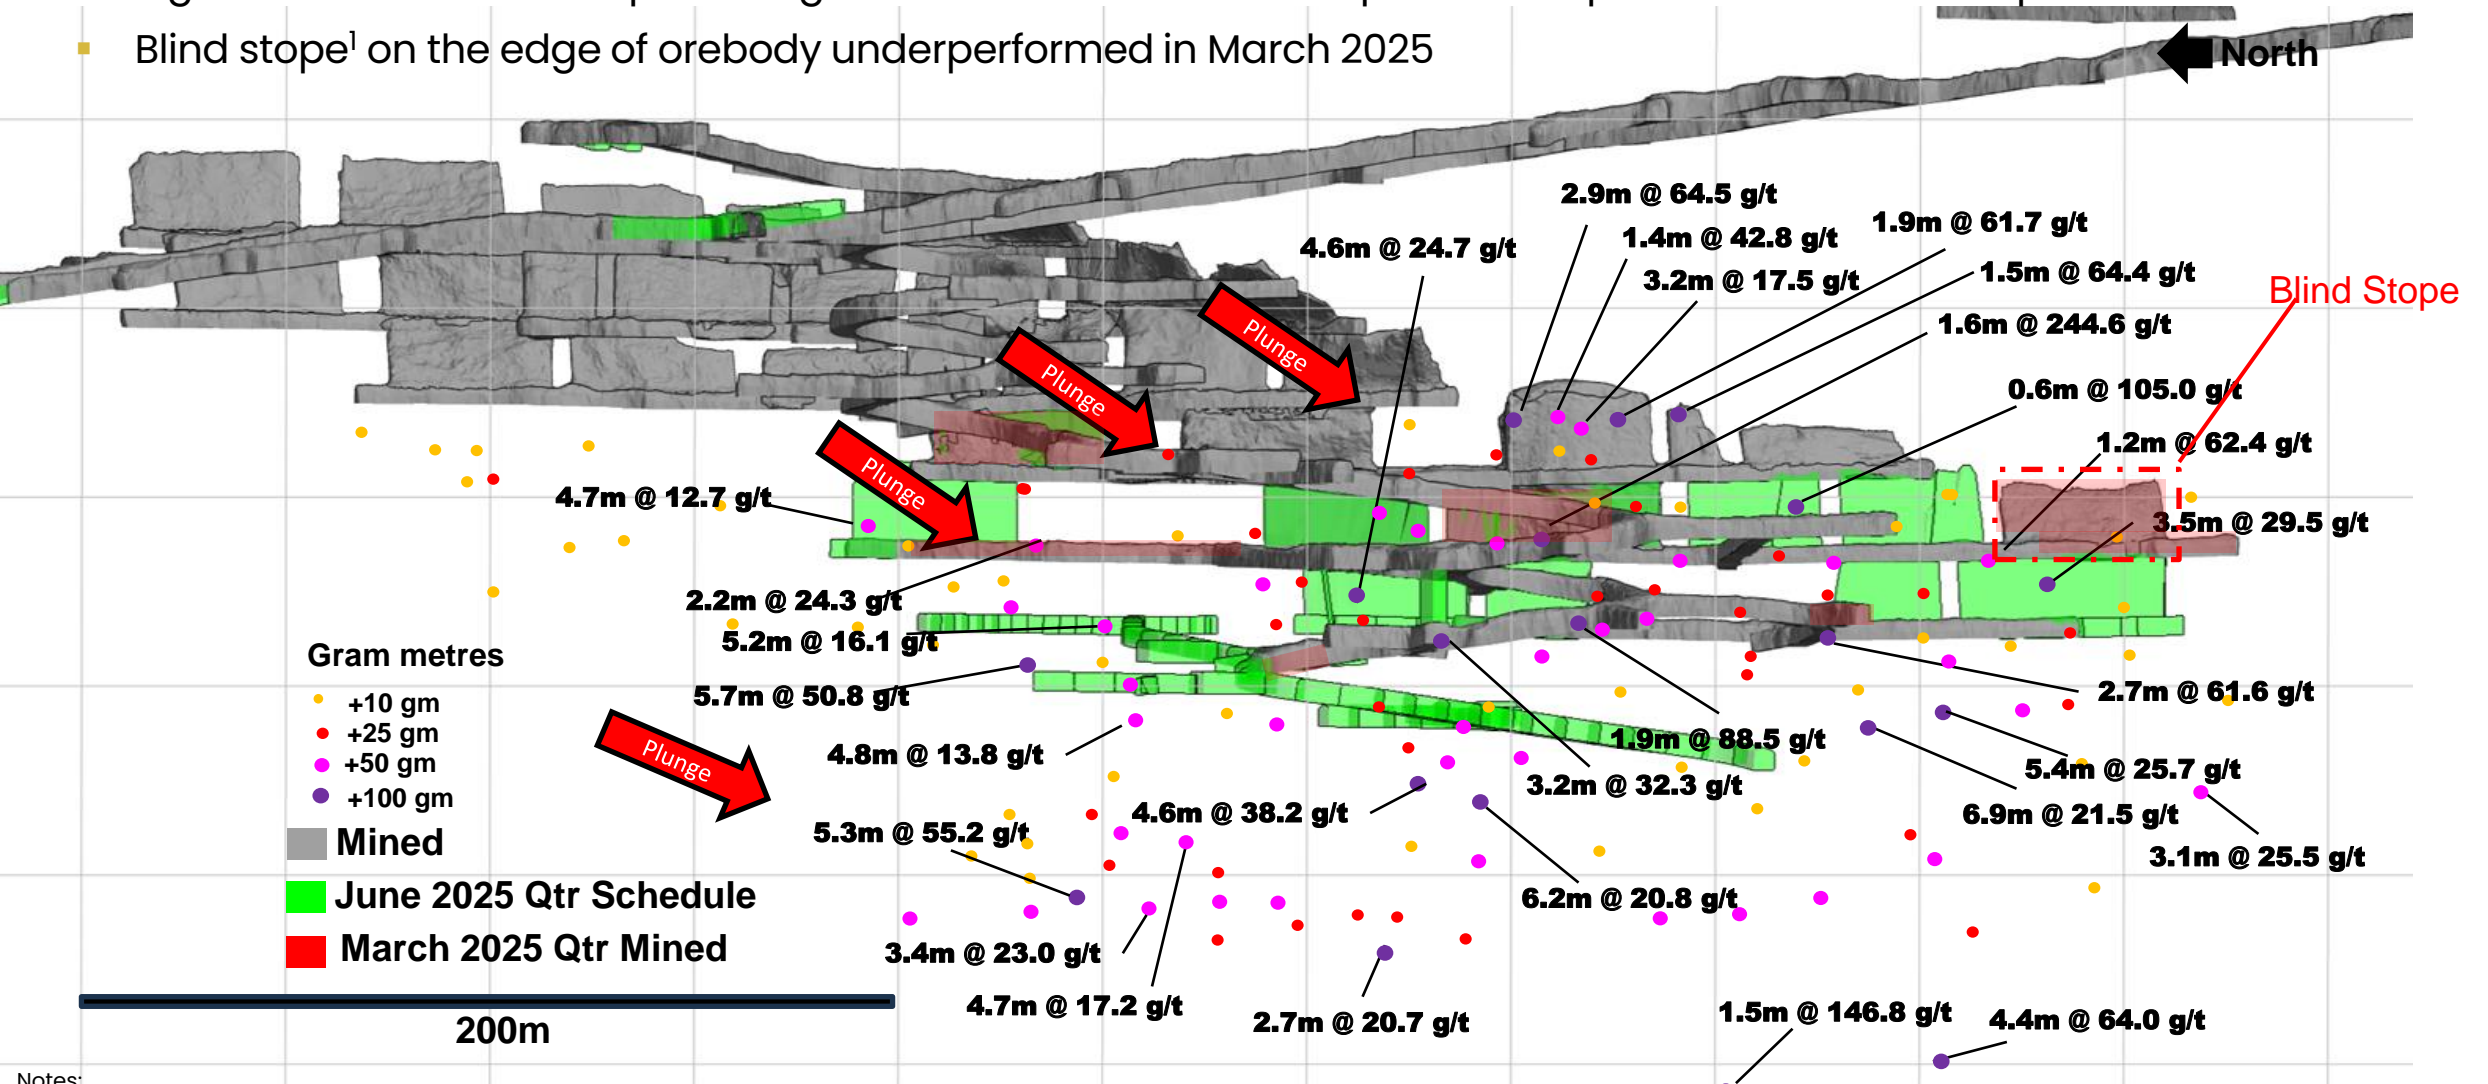 Blind stope¹ on the edge of orebody underperformed in March 2025
North
2.9m @ 64.5 g/t
1.4m @ 42.8 g/t
1.9m @ 61.7 g/t
4.6m @ 24.7 g/t
3.2m @ 17.5 g/t
1.5m @ 64.4 g/t
Blind Stope
1.6m @ 244.6 g/t
Plunge
Plunge
0.6m @ 105.0 g/t
1.2m @ 62.4 g/t
Plunge
4.7m @ 12.7 g/t
3.5m @ 29.5 g/t
2.2m @ 24.3 g/t
5.2m @ 16.1 g/t
Gram metres
+10 gm
+25 gm
+50 gm
+100 gm
5.7m @ 50.8 g/t
2.7m @ 61.6 g/t
Plunge
4.8m @ 13.8 g/t
1.9m @ 88.5 g/t
5.4m @ 25.7 g/t
3.2m @ 32.3 g/t
4.6m @ 38.2 g/t
6.9m @ 21.5 g/t
5.3m @ 55.2 g/t
3.1m @ 25.5 g/t
Mined
June 2025 Qtr Schedule
6.2m @ 20.8 g/t
March 2025 Qtr Mined
3.4m @ 23.0 g/t
4.7m @ 17.2 g/t
2.7m @ 20.7 g/t
1.5m @ 146.8 g/t
4.4m @ 64.0 g/t
200m
Notes: